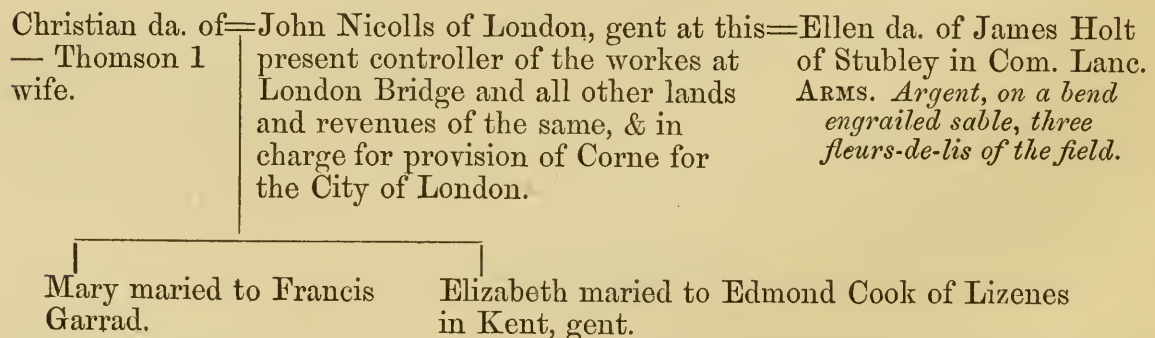 Christian da. of=John Nicolls of London, gent at this=Ellen da. of James Holt
— Thomson 1 present controller of the workes at of Stubley in Com. Lanc.
wife. London Bridge and all other lands ARMS. Argent, on a bend
and revenues of the same, & in engrailed sable, three
charge for provision of Corne for fleurs-de-lis of the field.
the City of London.
Mary maried to Francis Elizabeth maried to Edmond Cook of Lizenes
Garrad. in Kent, gent.